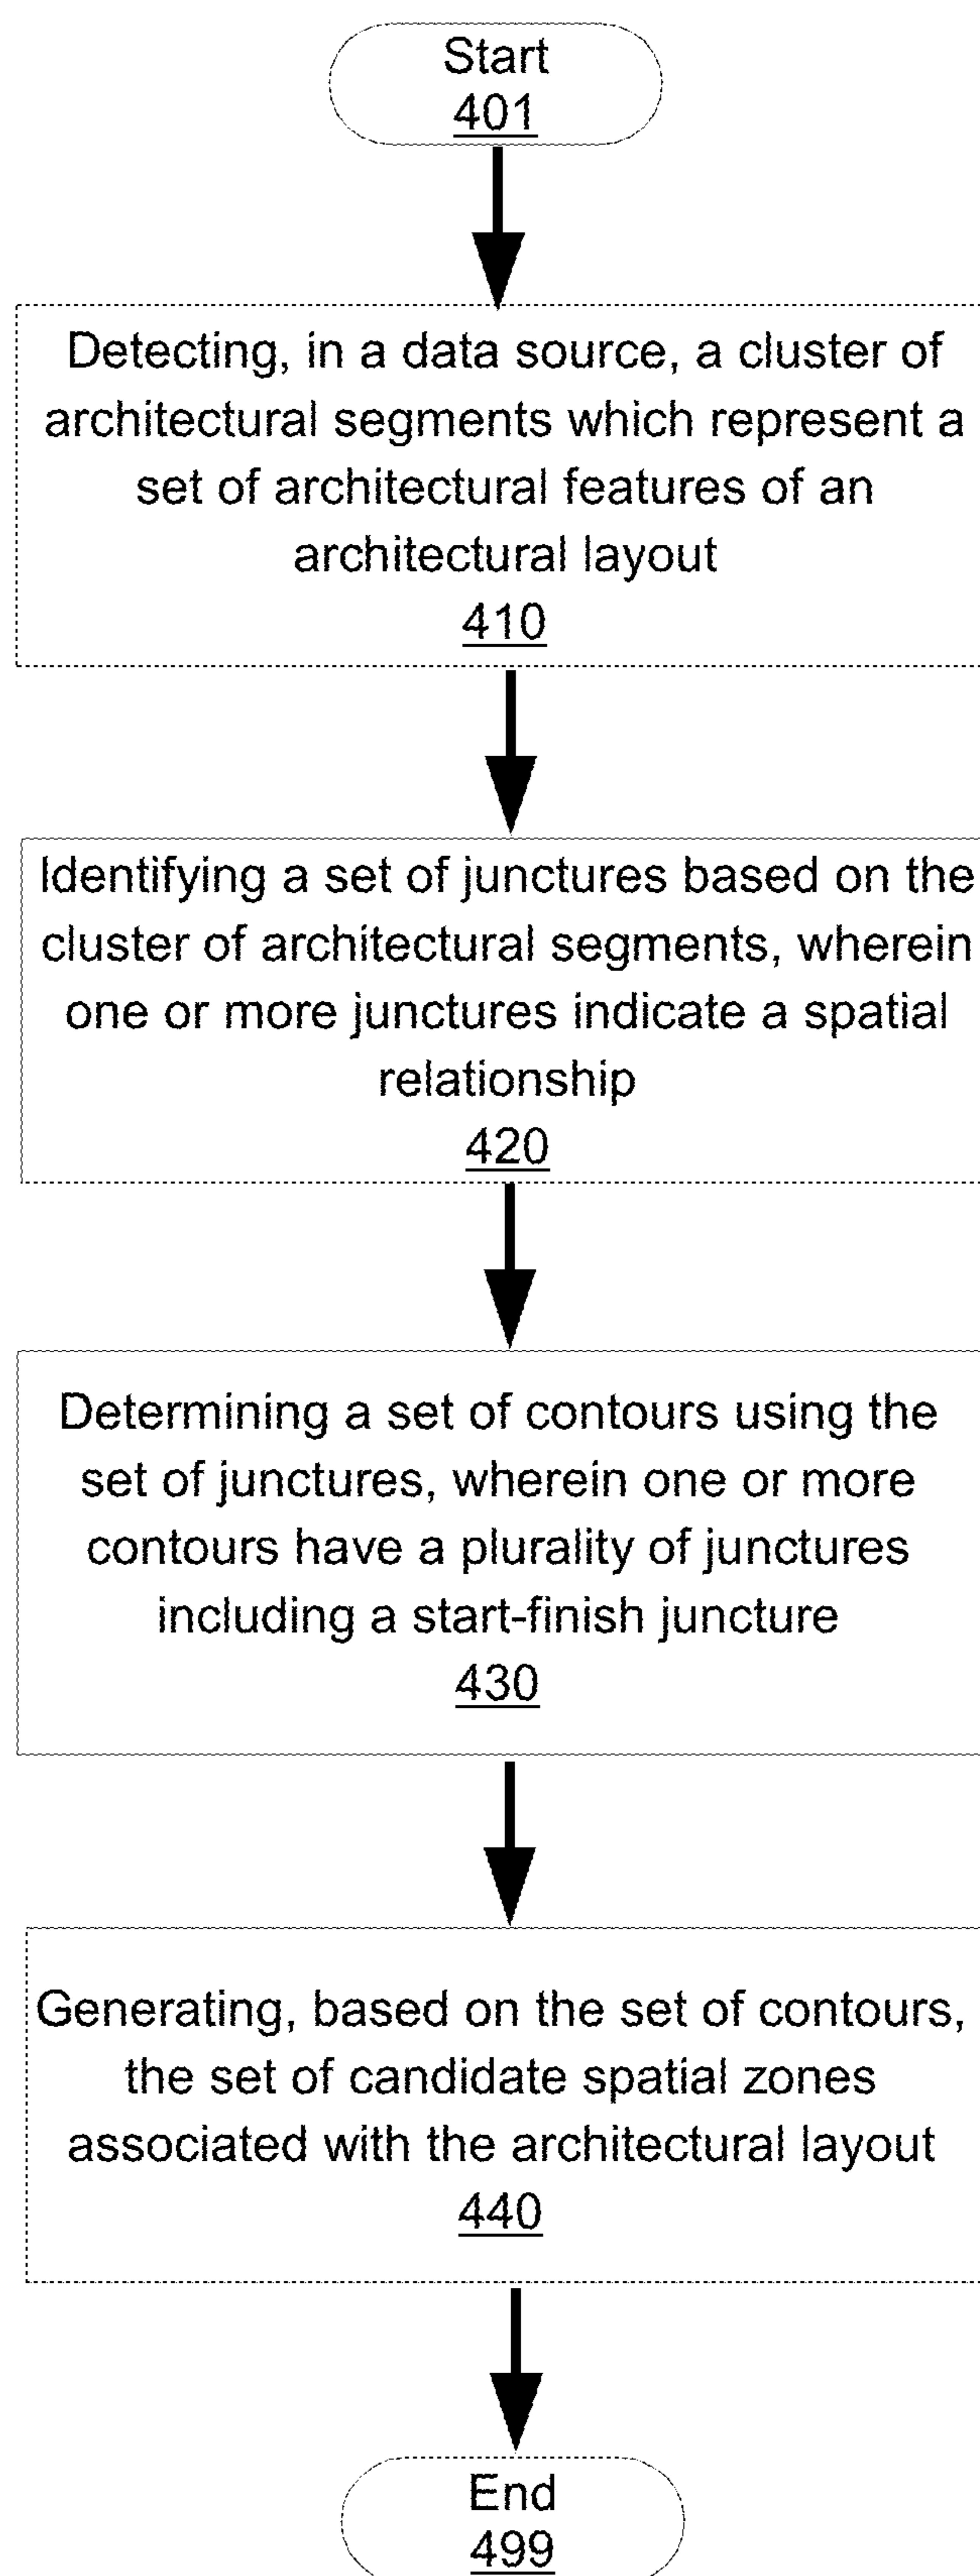 Start
401
Detecting, in a data source, a cluster of
architectural segments which represent a
set of architectural features of an
architectural layout
410
Identifying a set of junctures based on the
cluster of architectural segments, wherein
one or more junctures indicate a spatial
relationship
420
Determining a set of contours using the
set of junctures, wherein one or more
contours have a plurality of junctures
including a start-finish juncture
430
Generating, based on the set of contours,
the set of candidate spatial zones
associated with the architectural layout
440
End
499